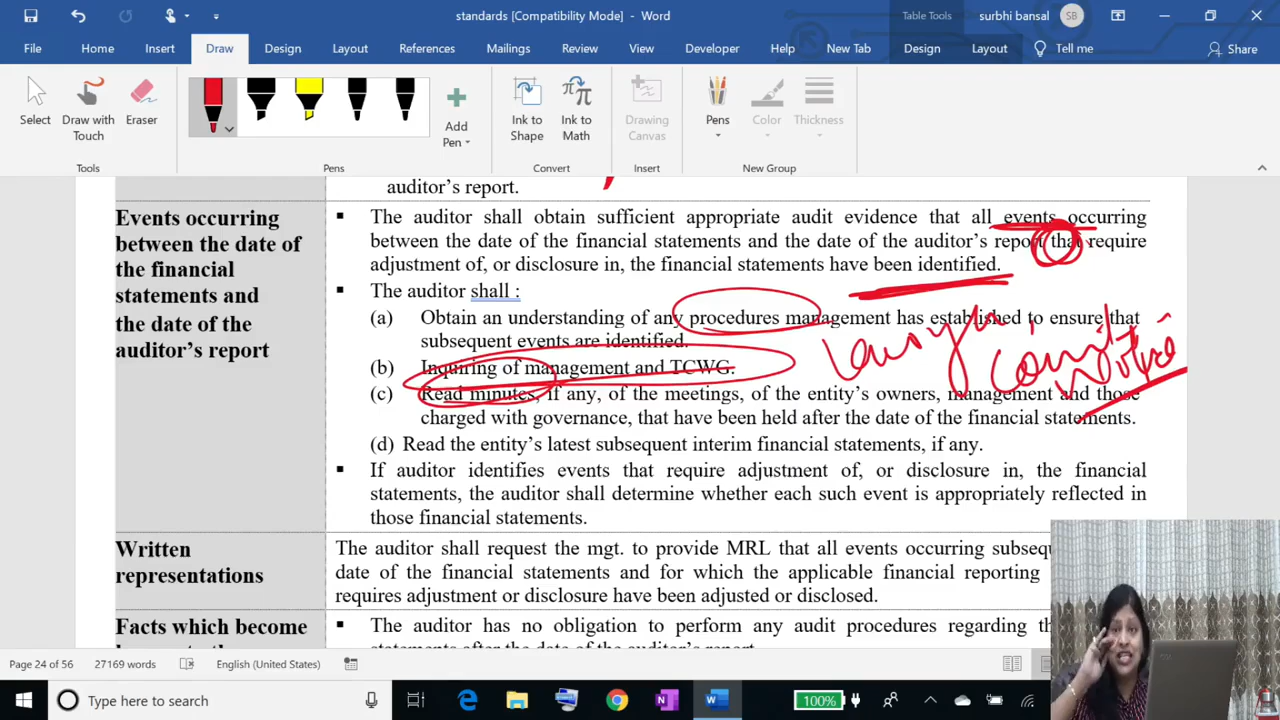 standards [Compatibility Mode] - Word
Table Tools
surbhi bansal
SB
File
Home
Insert
Draw
Design
Layout
References
Mailings
Review
View
Developer
Help
New Tab
Design
Layout
Tell me
Share
Select
Draw with
Touch
Eraser
Add
Pen
Ink to
Shape
Ink to
Math
Drawing
Canvas
Pens
Color
Thickness
Tools
Pens
Convert
Insert
New Group
auditor's report.
Events occurring
between the date of
the financial
statements and
the date of the
auditor's report
▪ The auditor shall obtain sufficient appropriate audit evidence that all events occurring
between the date of the financial statements and the date of the auditor's report that require
adjustment of, or disclosure in, the financial statements have been identified.
▪ The auditor shall :
(a) Obtain an understanding of any procedures management has established to ensure that
subsequent events are identified.
(b) Inquiring of management and TCWG.
(c) Read minutes, if any, of the meetings, of the entity's owners, management and those
charged with governance, that have been held after the date of the financial statements.
(d) Read the entity's latest subsequent interim financial statements, if any.
▪ If auditor identifies events that require adjustment of, or disclosure in, the financial
statements, the auditor shall determine whether each such event is appropriately reflected in
those financial statements.
Written
representations
The auditor shall request the mgt. to provide MRL that all events occurring subsequ
date of the financial statements and for which the applicable financial reporting
requires adjustment or disclosure have been adjusted or disclosed.
Facts which become
▪ The auditor has no obligation to perform any audit procedures regarding th
Page 24 of 56
27169 words
English (United States)
Type here to search
100%